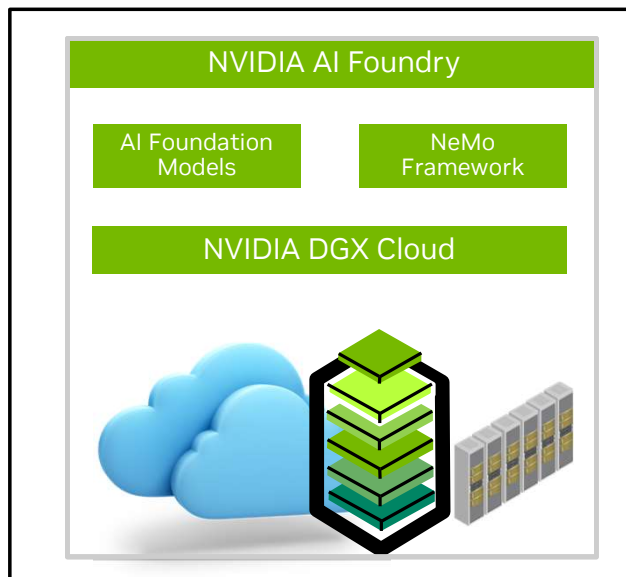 NVIDIA AI Foundry
AI Foundation
Models
NeMo
Framework
NVIDIA DGX Cloud